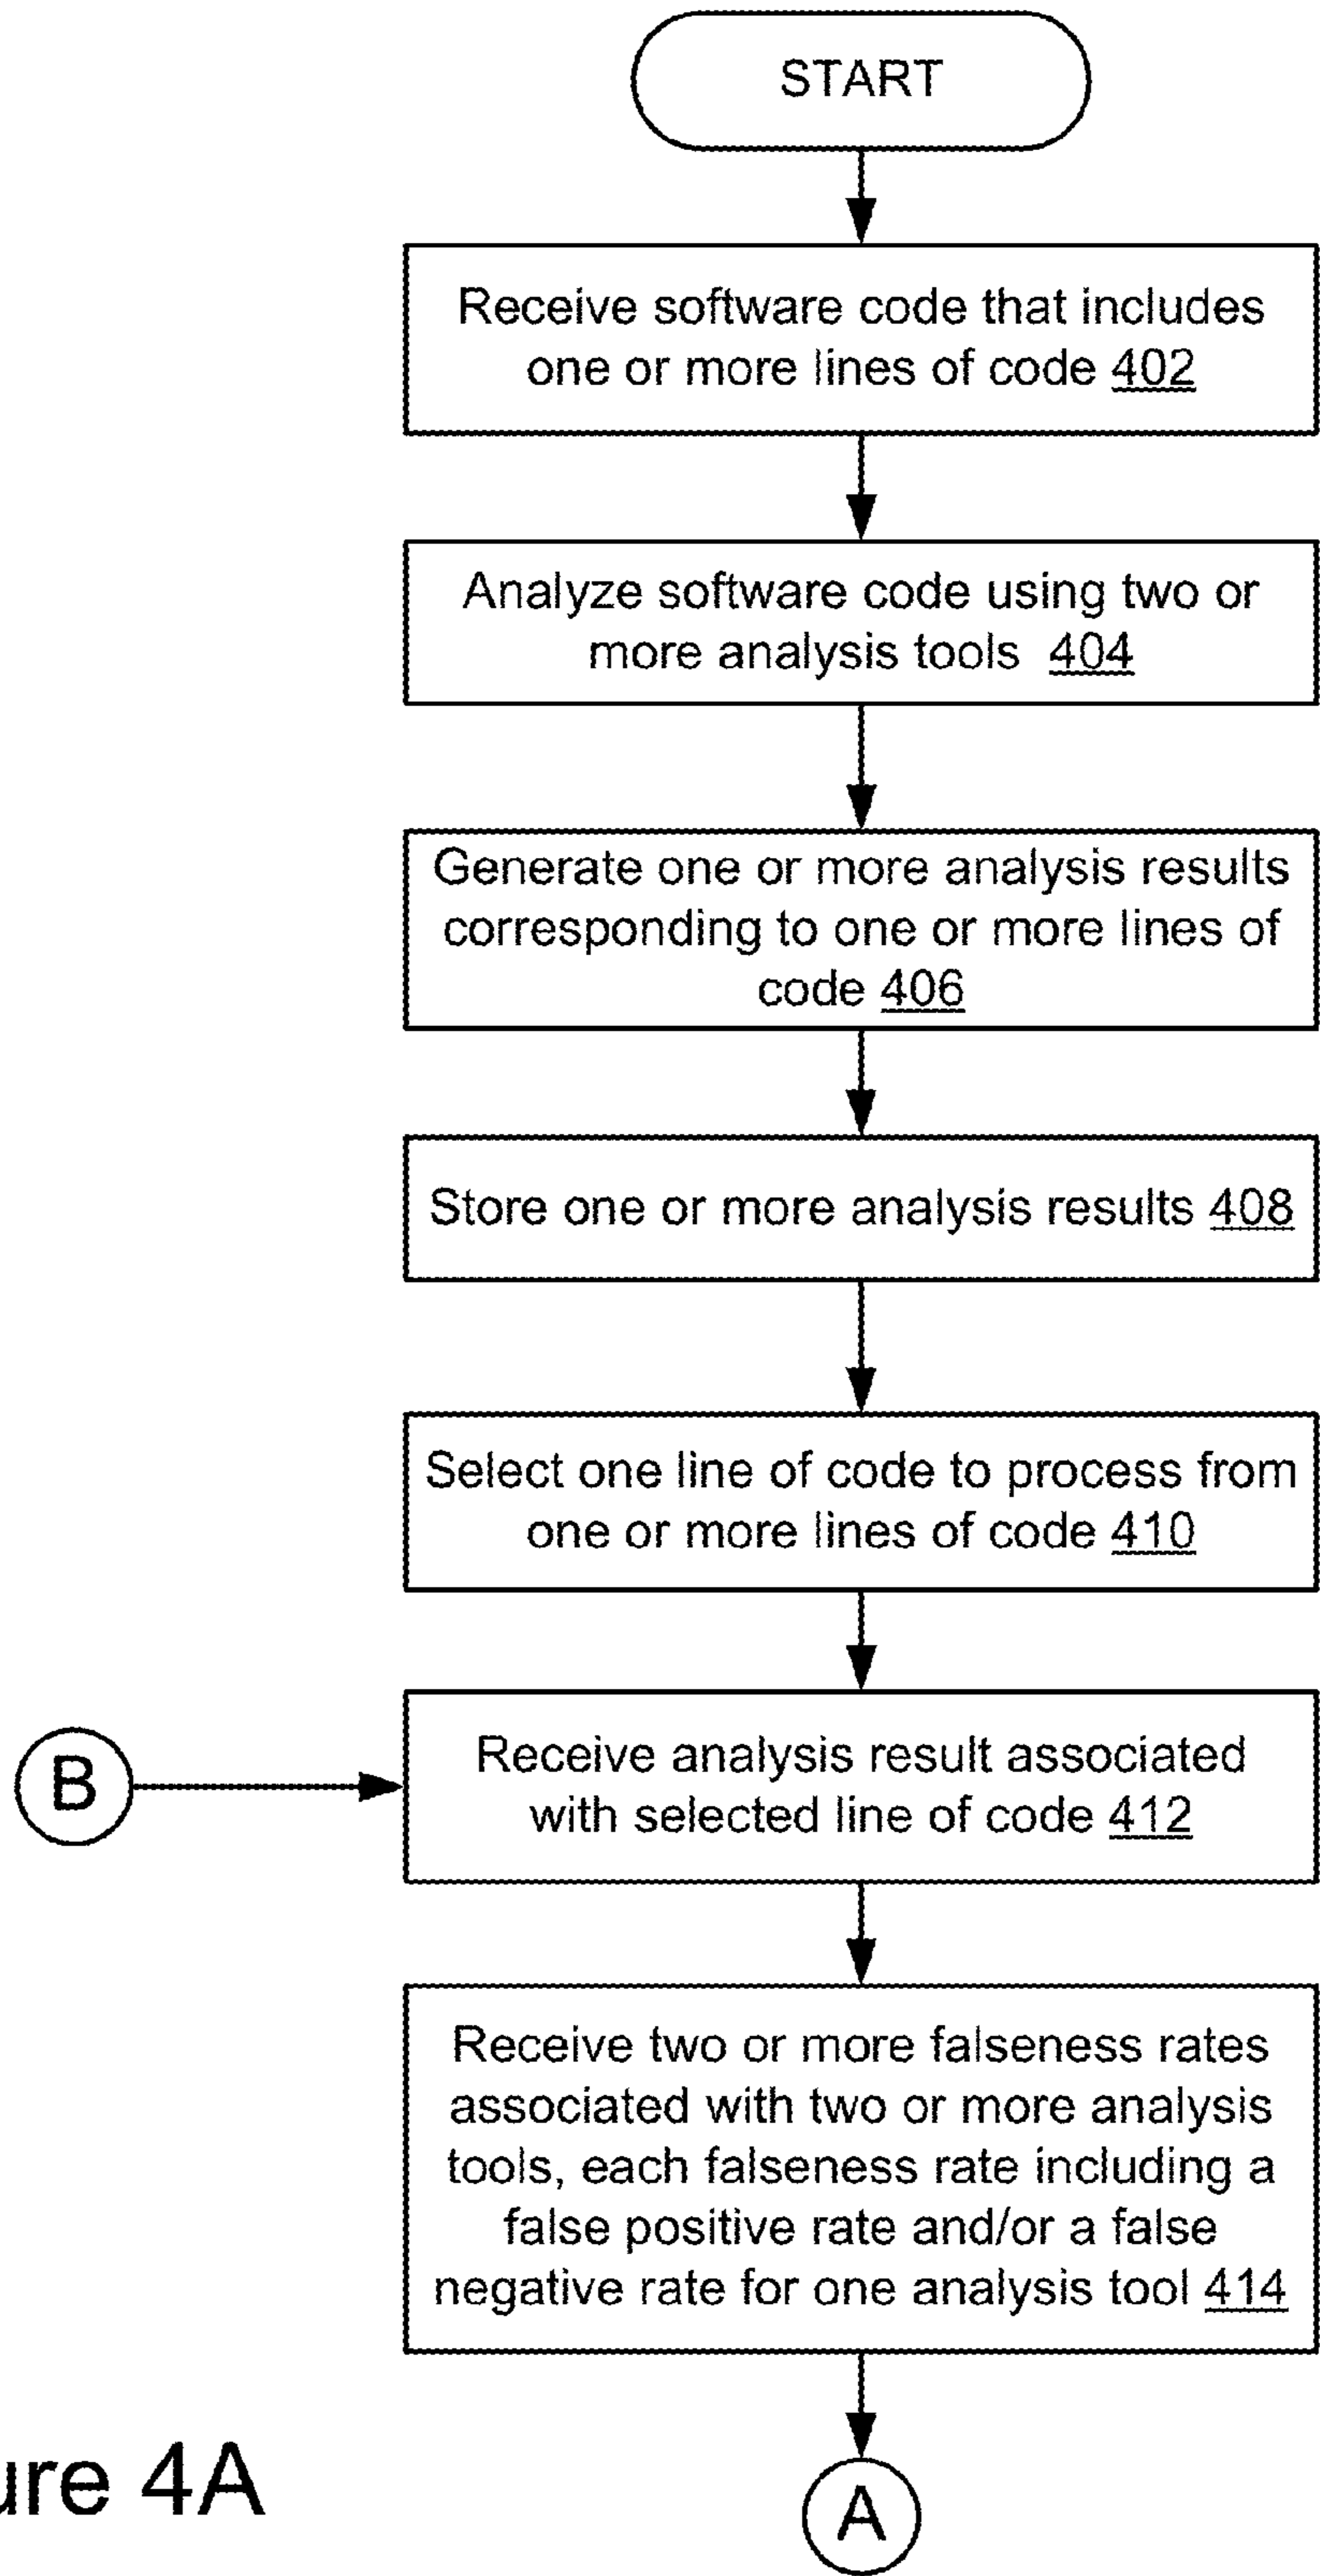 START
Receive software code that includes
one or more lines of code 402
Analyze software code using two or
more analysis tools 404
Generate one or more analysis results
corresponding to one or more lines of
code 406
Store one or more analysis results 408
Select one line of code to process from
one or more lines of code 410
B
Receive analysis result associated
with selected line of code 412
Receive two or more falseness rates
associated with two or more analysis
tools, each falseness rate including a
false positive rate and/or a false
negative rate for one analysis tool 414
ure 4A
A